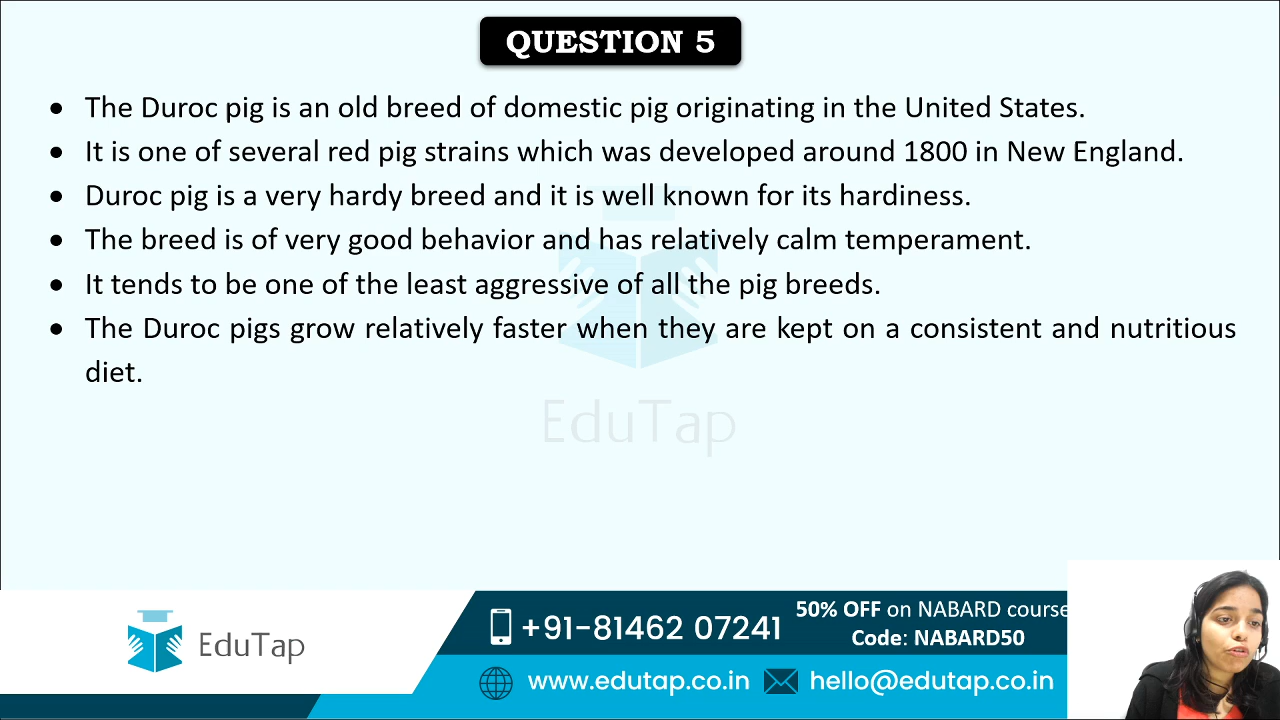 QUESTION 5
• The Duroc pig is an old breed of domestic pig originating in the United States.
• It is one of several red pig strains which was developed around 1800 in New England.
• Duroc pig is a very hardy breed and it is well known for its hardiness.
• The breed is of very good behavior and has relatively calm temperament.
• It tends to be one of the least aggressive of all the pig breeds.
• The Duroc pigs grow relatively faster when they are kept on a consistent and nutritious
diet.
EduTap
EduTap
+91-81462 07241
50% OFF on NABARD course
Code: NABARD50
www.edutap.co.in
hello@edutap.co.in